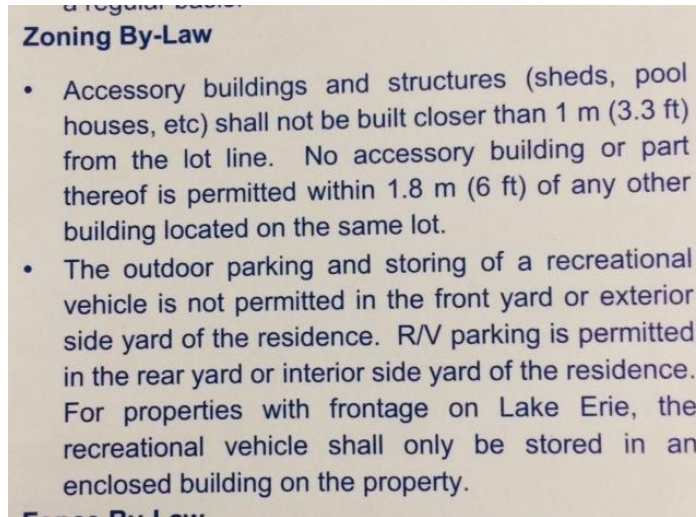 a regular basis.
Zoning By-Law
• Accessory buildings and structures (sheds, pool
houses, etc) shall not be built closer than 1 m (3.3 ft)
from the lot line. No accessory building or part
thereof is permitted within 1.8 m (6 ft) of any other
building located on the same lot.
• The outdoor parking and storing of a recreational
vehicle is not permitted in the front yard or exterior
side yard of the residence. R/V parking is permitted
in the rear yard or interior side yard of the residence.
For properties with frontage on Lake Erie, the
recreational vehicle shall only be stored in an
enclosed building on the property.
Fence By-Law